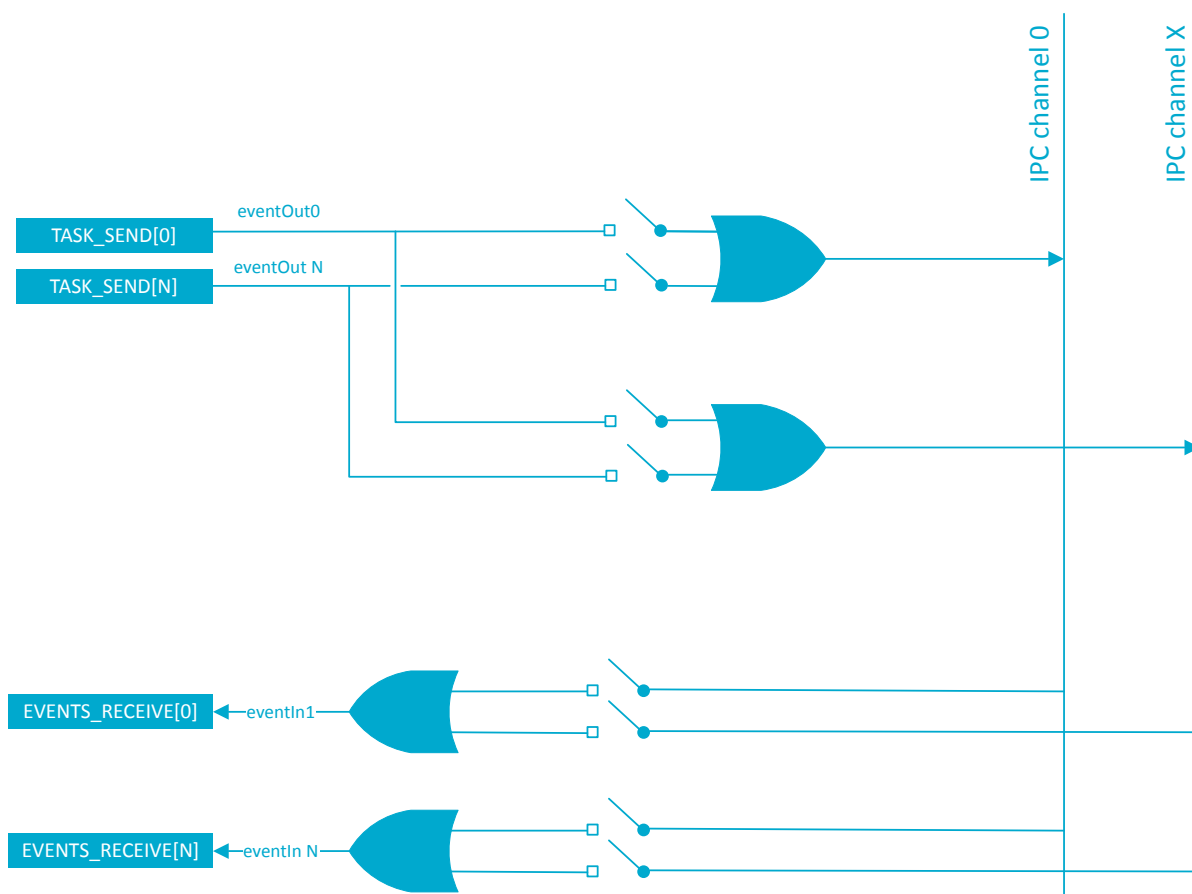 IPC channel 0
IPC channel X
eventOut0
TASK_SEND[0]
eventOut N
TASK_SEND[N]
EVENTS_RECEIVE[0]
eventIn1
EVENTS_RECEIVE[N]
eventIn N